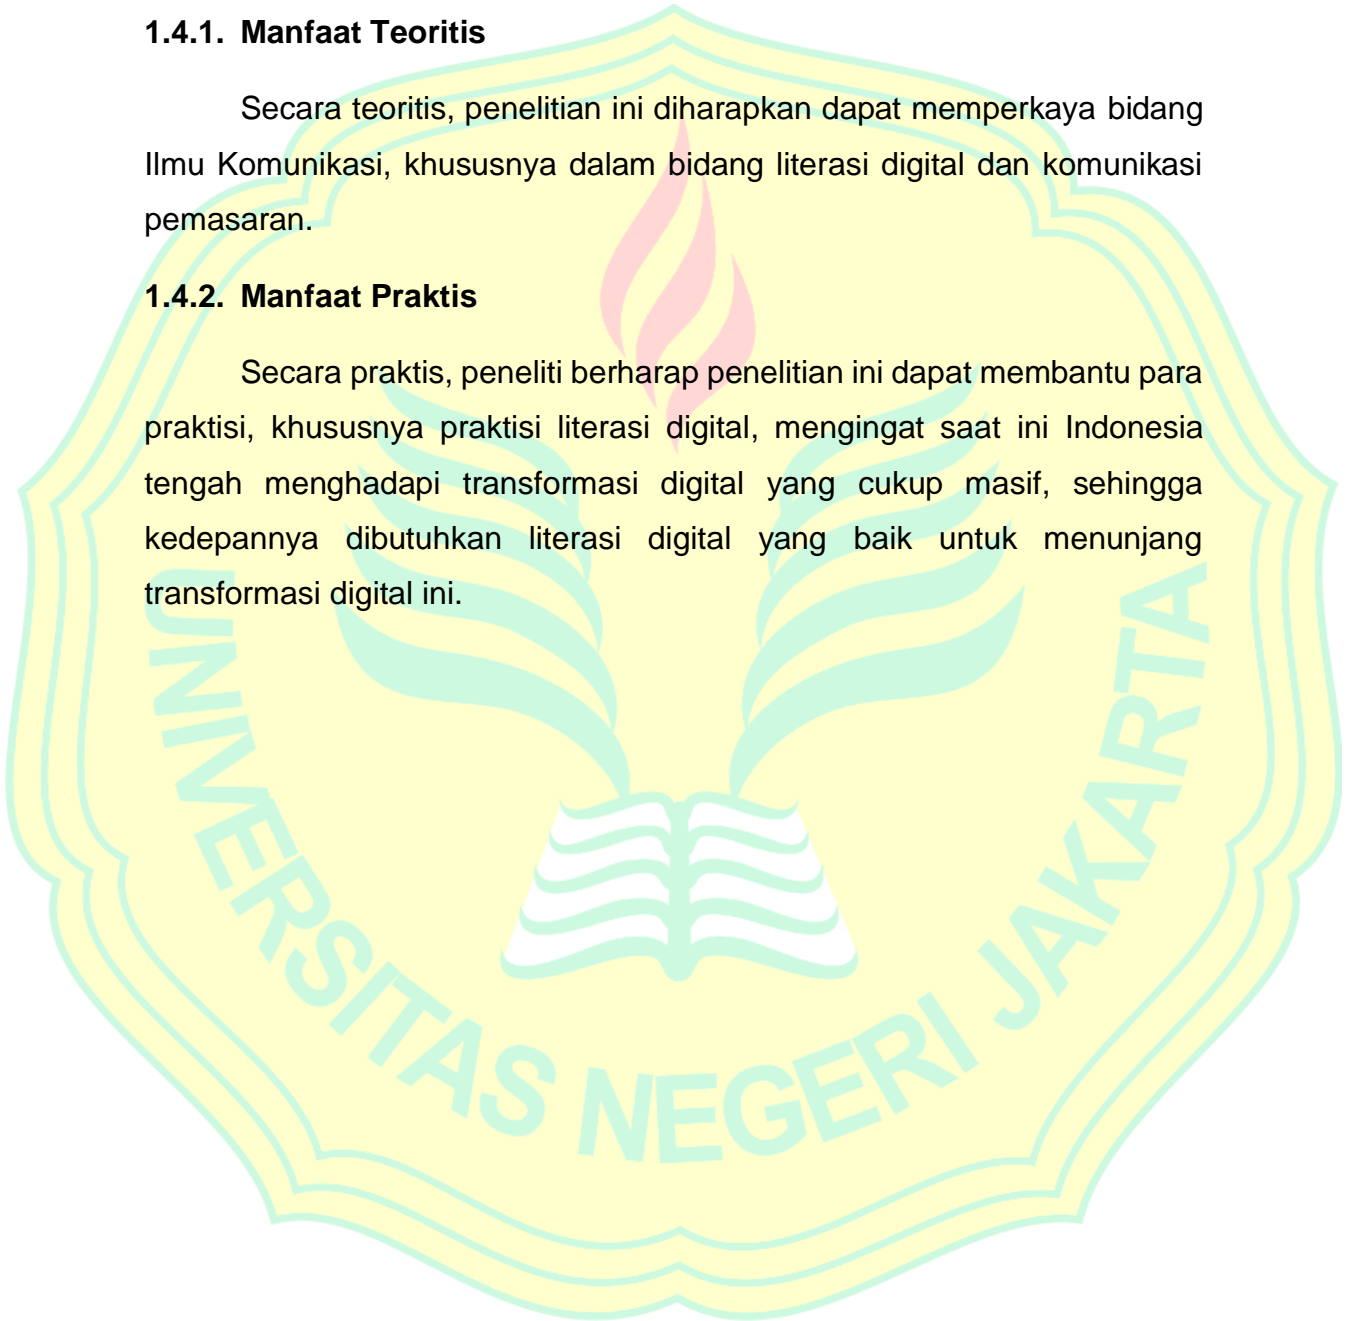 1.4.1. Manfaat Teoritis
Secara teoritis, penelitian ini diharapkan dapat memperkaya bidang
Ilmu Komunikasi, khususnya dalam bidang literasi digital dan komunikasi
pemasaran.
1.4.2. Manfaat Praktis
Secara praktis, peneliti berharap penelitian ini dapat membantu para
praktisi, khususnya praktisi literasi digital, mengingat saat ini Indonesia
tengah menghadapi transformasi digital yang cukup masif, sehingga
kedepannya dibutuhkan literasi digital yang baik untuk menunjang
transformasi digital ini.
UNIVERSITAS NEGERI JAKARTA